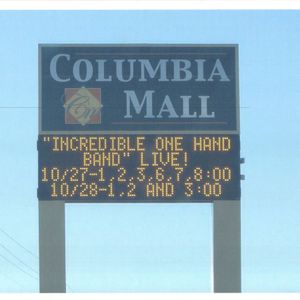 COLUMBIA
MALL
"INCREDIBLE ONE HAND
BAND" LIVE!
10/27-1,2,3,6,7,8:00
10/28-1,2 AND 3:00